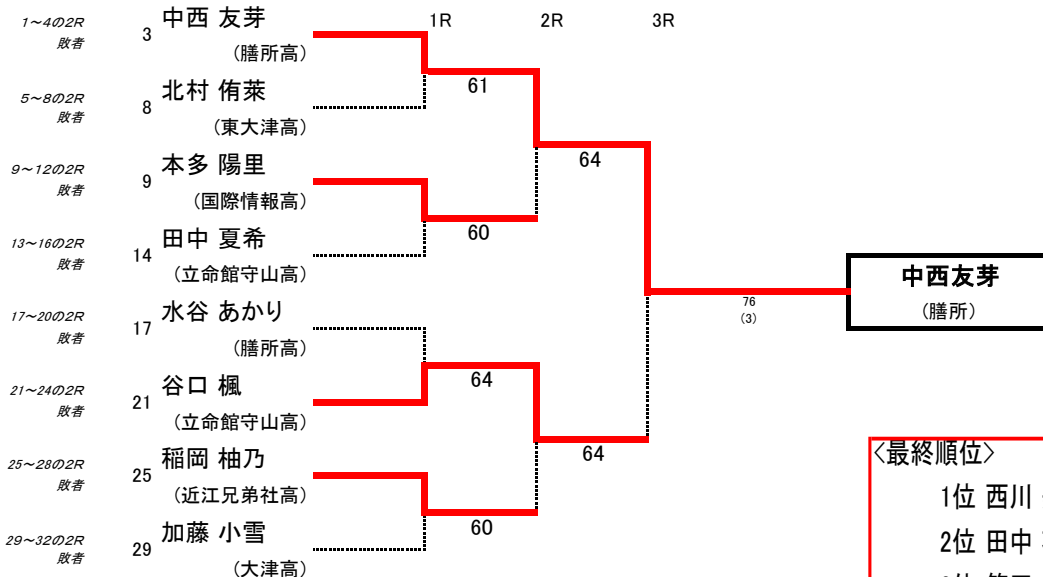 1R 2R 3R
1～4の2R
敗者
3 中西 友芽
（膳所高）
5～8の2R
敗者
8 北村 侑萊
（東大津高）
9～12の2R
敗者
9 本多 陽里
（国際情報高）
13～16の2R
敗者
14 田中 夏希
（立命館守山高）
17～20の2R
敗者
17 水谷 あかり
（膳所高）
21～24の2R
敗者
21 谷口 楓
（立命館守山高）
25～28の2R
敗者
25 稲岡 柚乃
（近江兄弟社高）
29～32の2R
敗者
29 加藤 小雪
（大津高）
61
60
64
60
64
64
76
(3)
中西友芽
（膳所）
〈最終順位〉
1位 西川
2位 田中